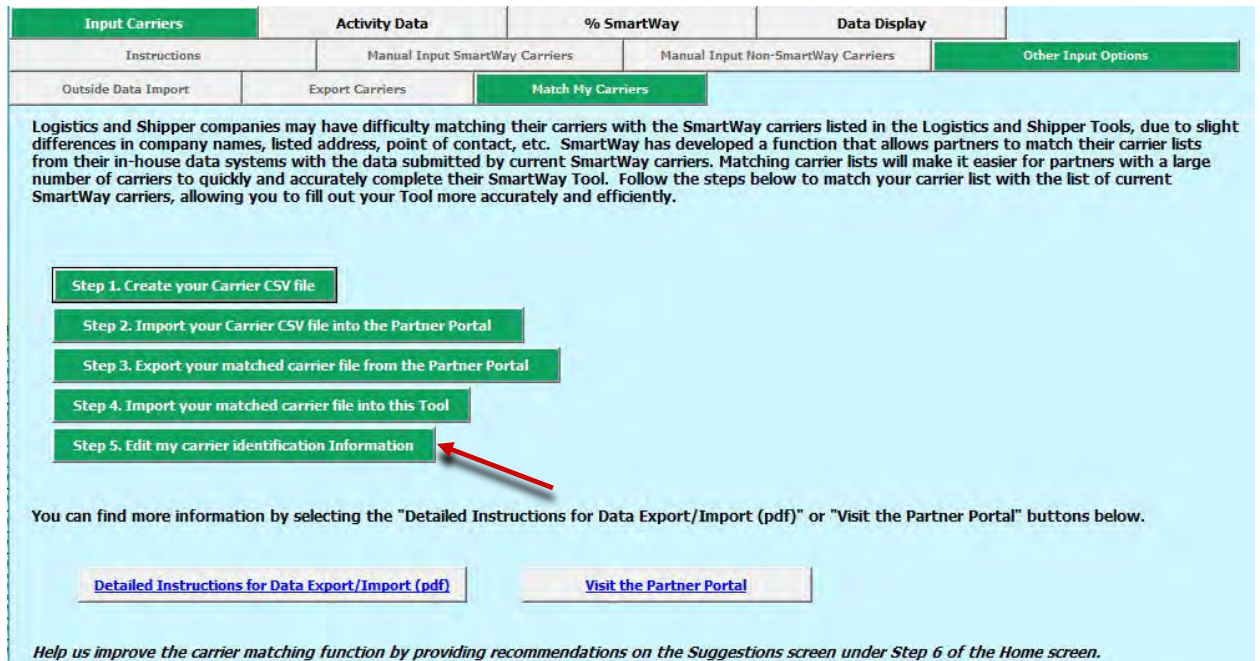 Input Carriers Activity Data % SmartWay Data Display
Instructions Manual Input SmartWay Carriers Manual Input Non-SmartWay Carriers Other Input Options
Outside Data Import Export Carriers Match My Carriers
Logistics and Shipper companies may have difficulty matching their carriers with the SmartWay carriers listed in the Logistics and Shipper Tools, due to slight
differences in company names, listed address, point of contact, etc. SmartWay has developed a function that allows partners to match their carrier lists
from their in-house data systems with the data submitted by current SmartWay carriers. Matching carrier lists will make it easier for partners with a large
number of carriers to quickly and accurately complete their SmartWay Tool. Follow the steps below to match your carrier list with the list of current
SmartWay carriers, allowing you to fill out your Tool more accurately and efficiently.
Step 1. Create your Carrier CSV file
Step 2. Import your Carrier CSV file into the Partner Portal
Step 3. Export your matched carrier file from the Partner Portal
Step 4. Import your matched carrier file into this Tool
Step 5. Edit my carrier identification Information
You can find more information by selecting the "Detailed Instructions for Data Export/Import (pdf)" or "Visit the Partner Portal" buttons below.
Detailed Instructions for Data Export/Import (pdf) Visit the Partner Portal
Help us improve the carrier matching function by providing recommendations on the Suggestions screen under Step 6 of the Home screen.